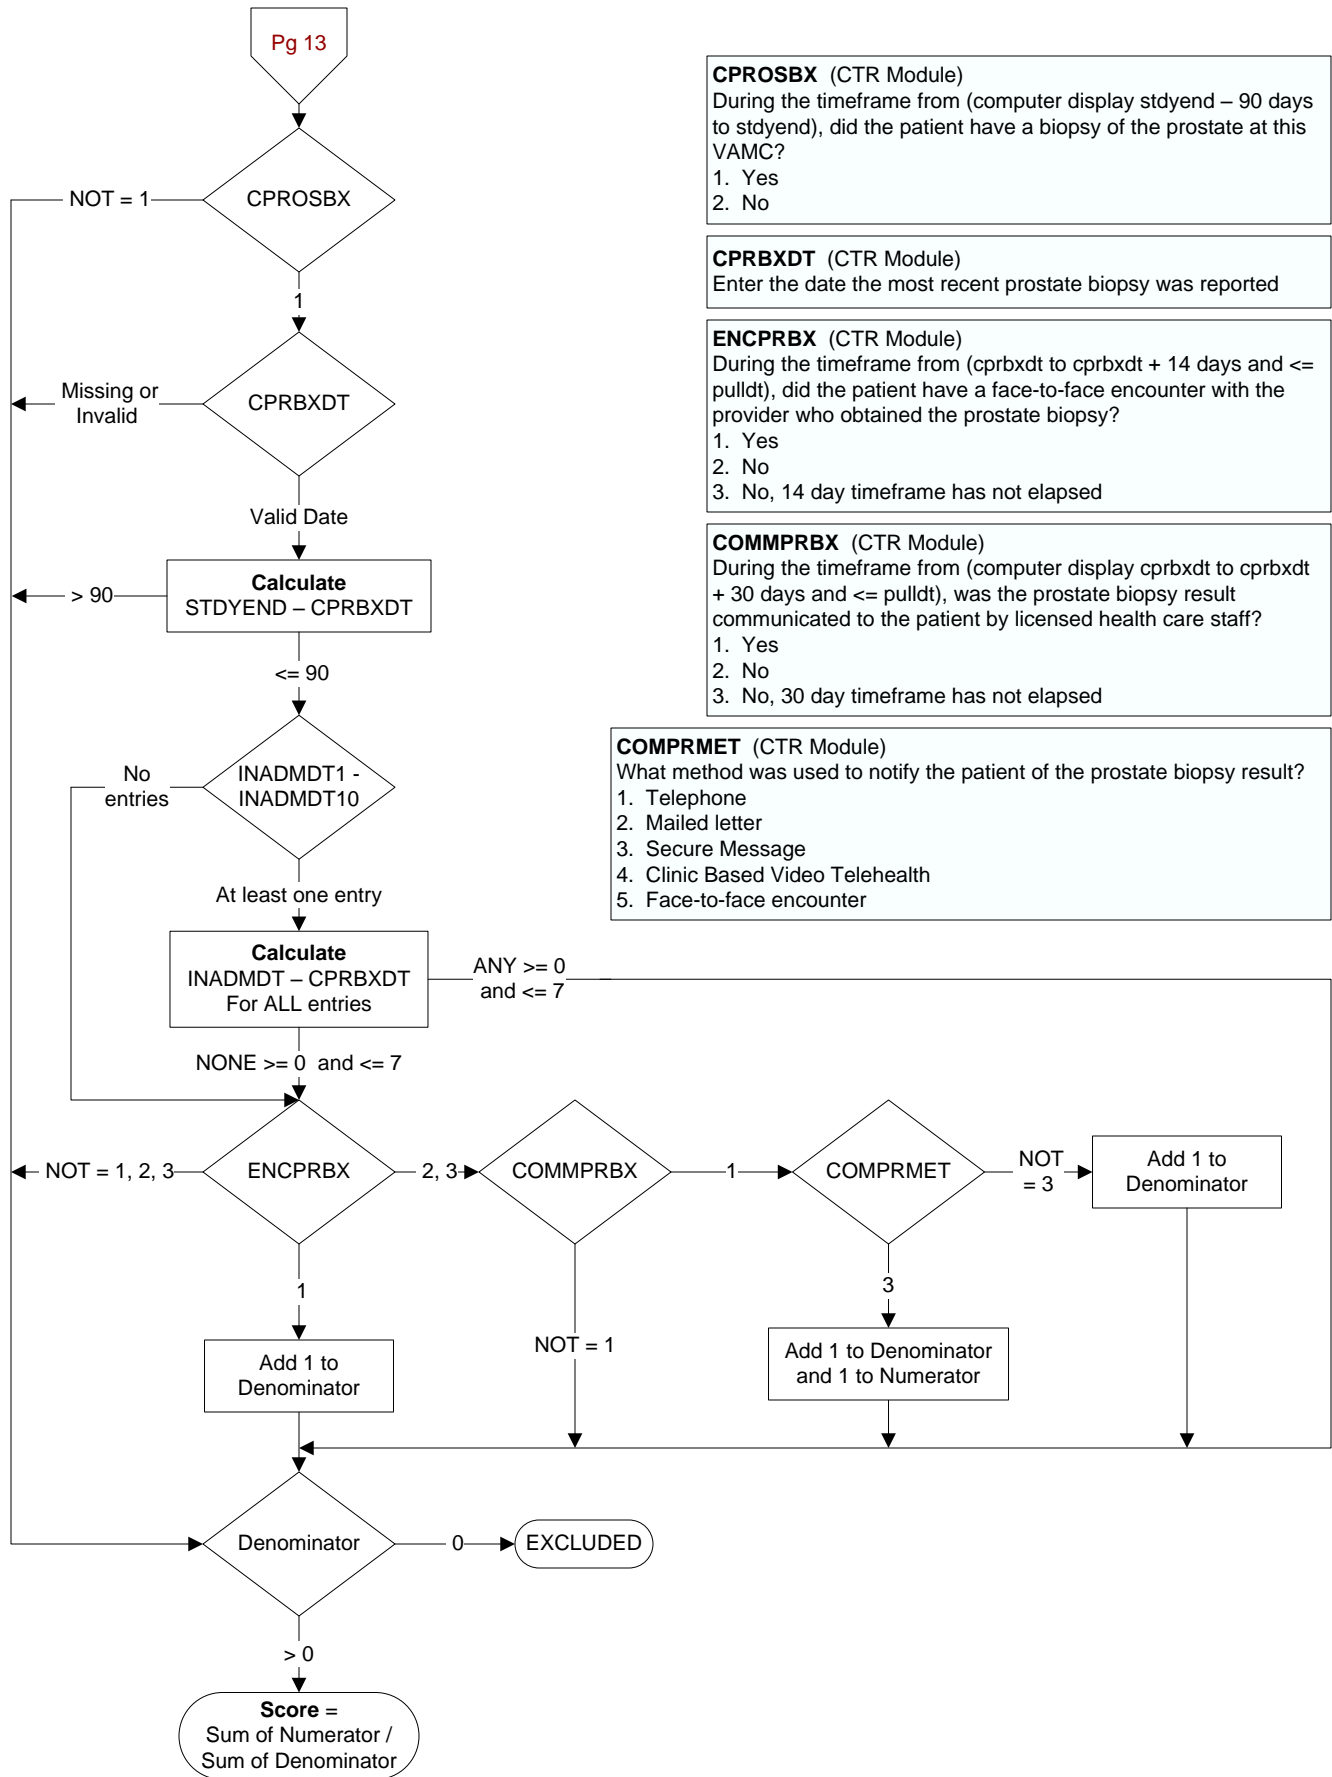 Pg 13
CPROSBX (CTR Module)
During the timeframe from (computer display stdyend – 90 days
to stdyend), did the patient have a biopsy of the prostate at this
VAMC?
1. Yes
2. No
CPRBXDT (CTR Module)
Enter the date the most recent prostate biopsy was reported
ENCPRBX (CTR Module)
During the timeframe from (cprbxdt to cprbxdt + 14 days and <=
pulldt), did the patient have a face-to-face encounter with the
provider who obtained the prostate biopsy?
1. Yes
2. No
3. No, 14 day timeframe has not elapsed
COMMPRBX (CTR Module)
During the timeframe from (computer display cprbxdt to cprbxdt
+ 30 days and <= pulldt), was the prostate biopsy result
communicated to the patient by licensed health care staff?
1. Yes
2. No
3. No, 30 day timeframe has not elapsed
COMPRMET (CTR Module)
What method was used to notify the patient of the prostate biopsy result?
1. Telephone
2. Mailed letter
3. Secure Message
4. Clinic Based Video Telehealth
5. Face-to-face encounter
NOT = 1
CPROSBX
1
Missing or
Invalid
CPRBXDT
Valid Date
> 90
Calculate
STDYEND – CPRBXDT
<= 90
No
entries
INADMDT1 -
INADMDT10
At least one entry
Calculate
INADMDT – CPRBXDT
For ALL entries
ANY >= 0
and <= 7
NONE >= 0 and <= 7
NOT = 1, 2, 3
ENCPRBX
2, 3
COMMPRBX
1
COMPRMET
NOT
= 3
Add 1 to
Denominator
1
NOT = 1
3
Add 1 to
Denominator
Add 1 to Denominator
and 1 to Numerator
Denominator
0
EXCLUDED
> 0
Score =
Sum of Numerator /
Sum of Denominator